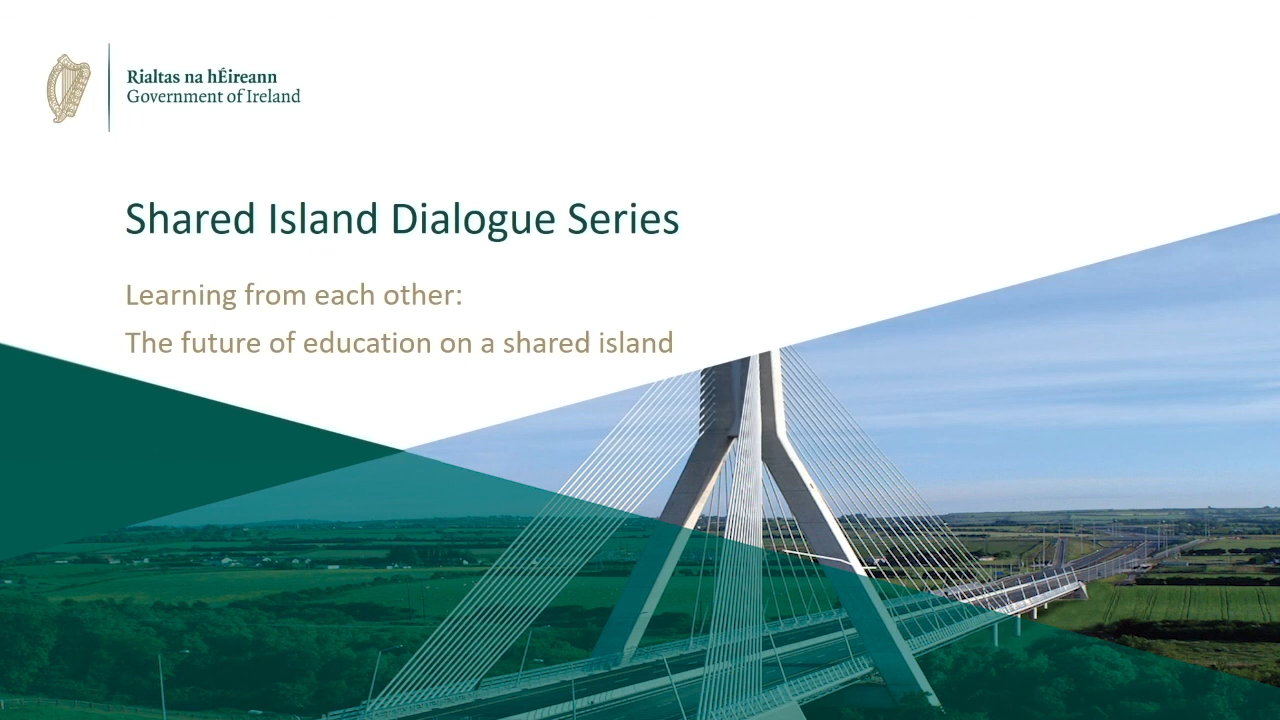 Rialtas na hÉireann
Government of Ireland
Shared Island Dialogue Series
Learning from each other:
The future of education on a shared island